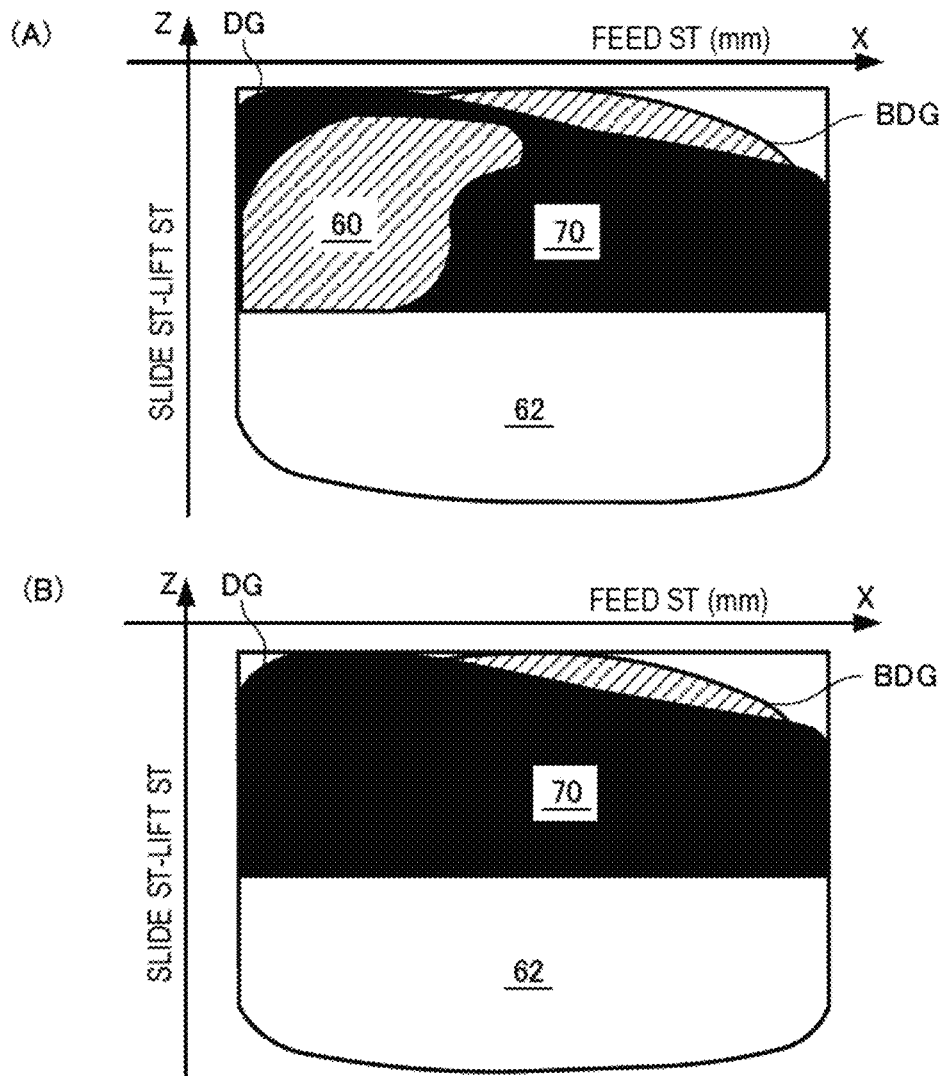 (A)
Z
DG
FEED ST (mm)
X
BDG
SLIDE ST-LIFT ST
60
70
62
(B)
Z
DG
FEED ST (mm)
X
BDG
SLIDE ST-LIFT ST
70
62